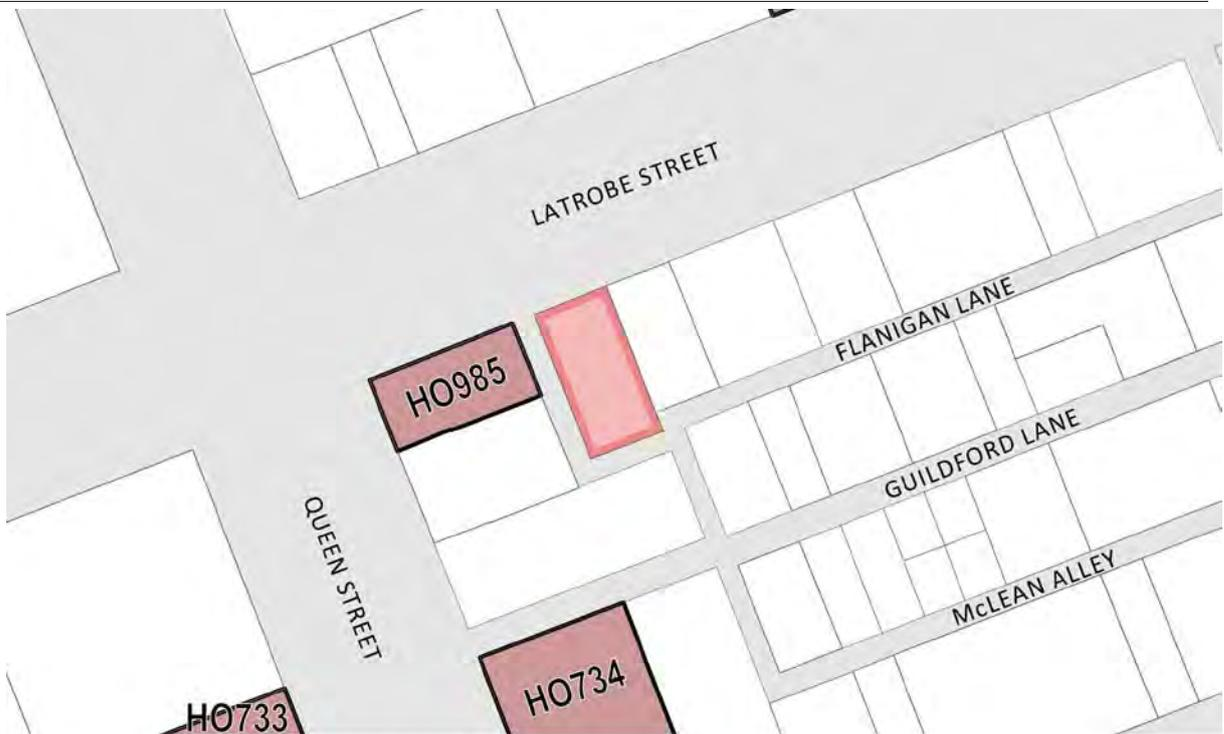 LATROBE STREET
FLANIGAN LANE
HO985
GUILDFORD LANE
QUEEN STREET
McLEAN ALLEY
HO734
HO733